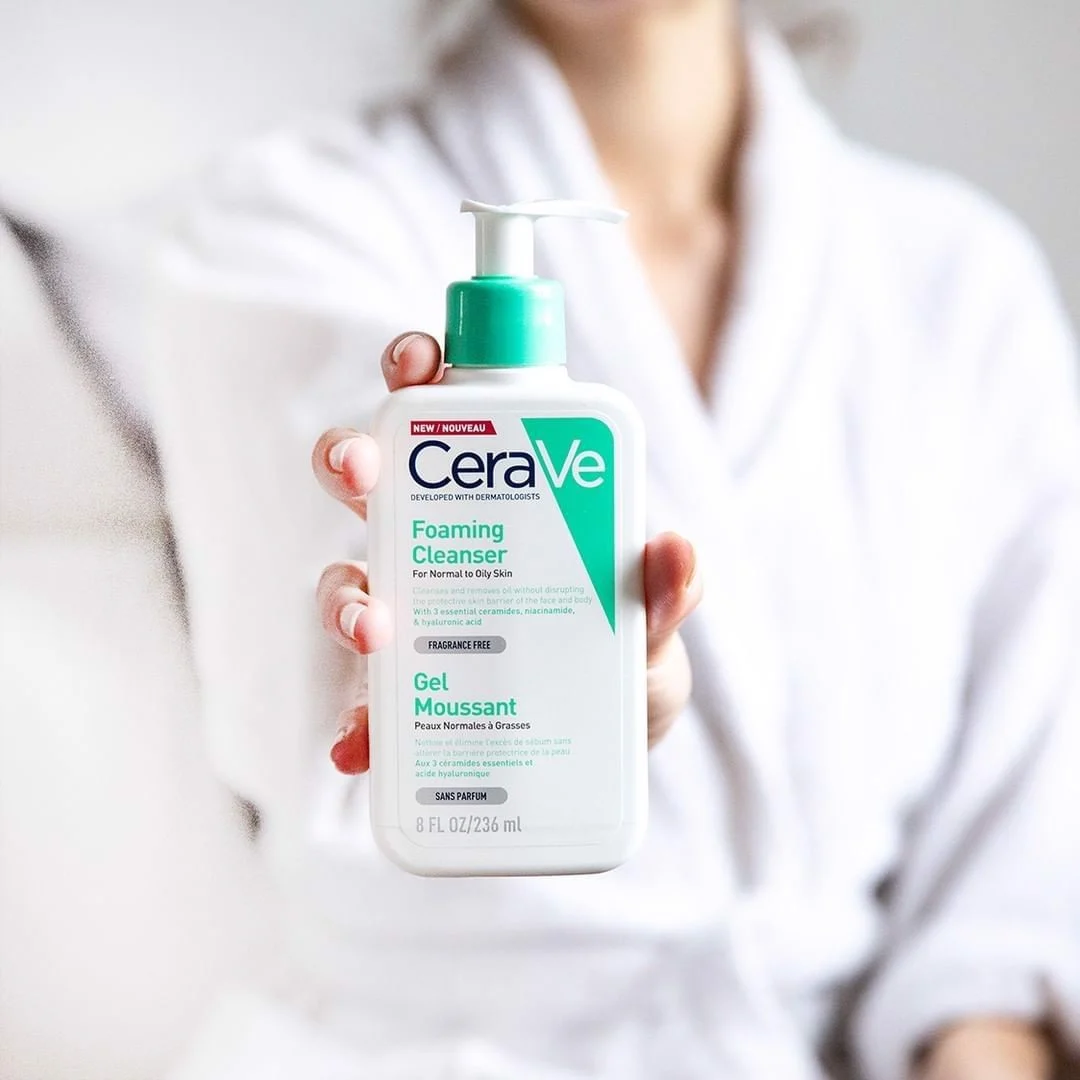 NEW / NOUVEAU
CeraVe
DEVELOPED WITH DERMATOLOGISTS
Foaming
Cleanser
For Normal to Oily Skin
Cleanses and removes oil without disrupting
the protective skin barrier of the face and body
With 3 essential ceramides, niacinamide,
& hyaluronic acid
FRAGRANCE FREE
Gel
Moussant
Peaux Normales à Grasses
Nettoie et élimine l'excès de sébum sans
altérer la barrière protectrice de la peau
Aux 3 céramides essentiels et
acide hyaluronique
SANS PARFUM
8 FL OZ/236 ml